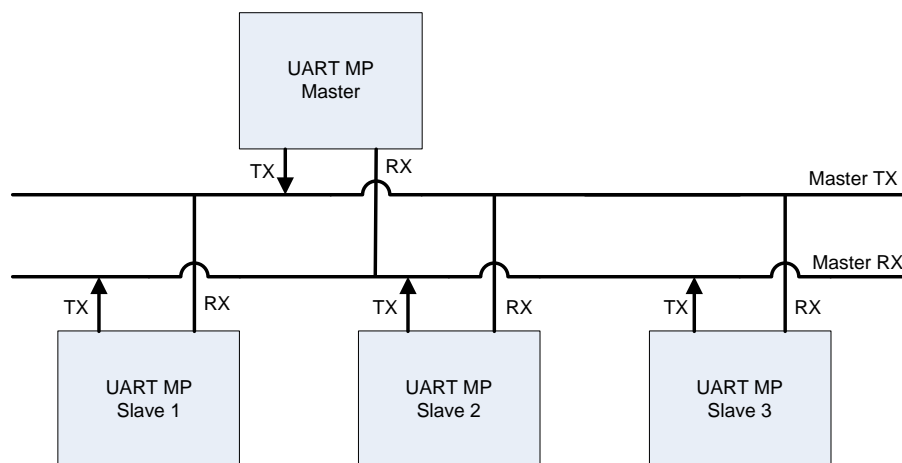 UART MP
Master
TX
RX
Master TX
Master RX
TX
RX
TX
RX
TX
RX
UART MP
Slave 1
UART MP
Slave 2
UART MP
Slave 3